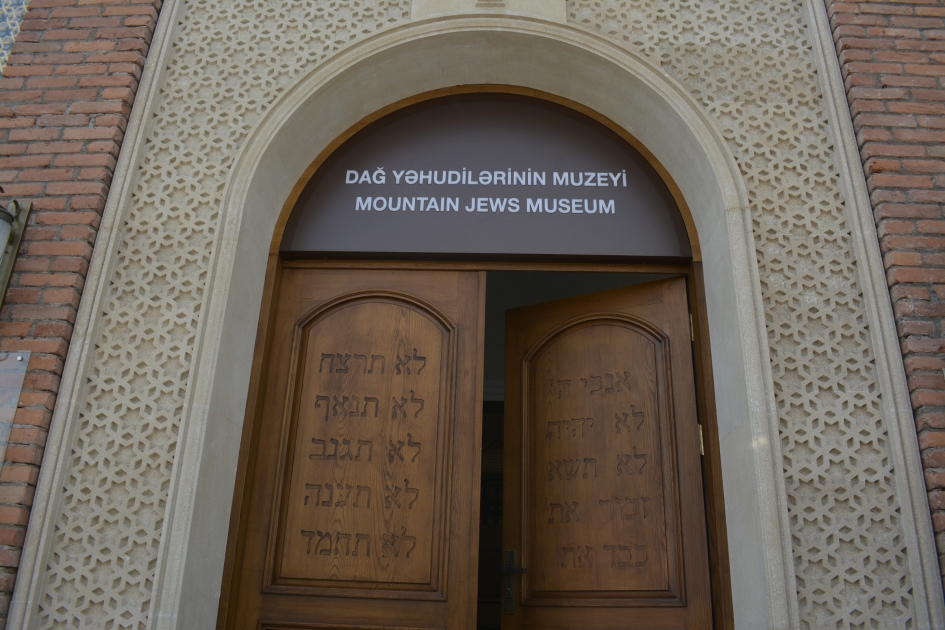 DAĞ YƏHUDİLƏRİNİN MUZEYİ
MOUNTAIN JEWS MUSEUM
אנכי ה׳
לא יהיה
לא תשא
זכור את
כבד את
לא תרצח
לא תנאף
לא תגנב
לא תענה
לא תחמד